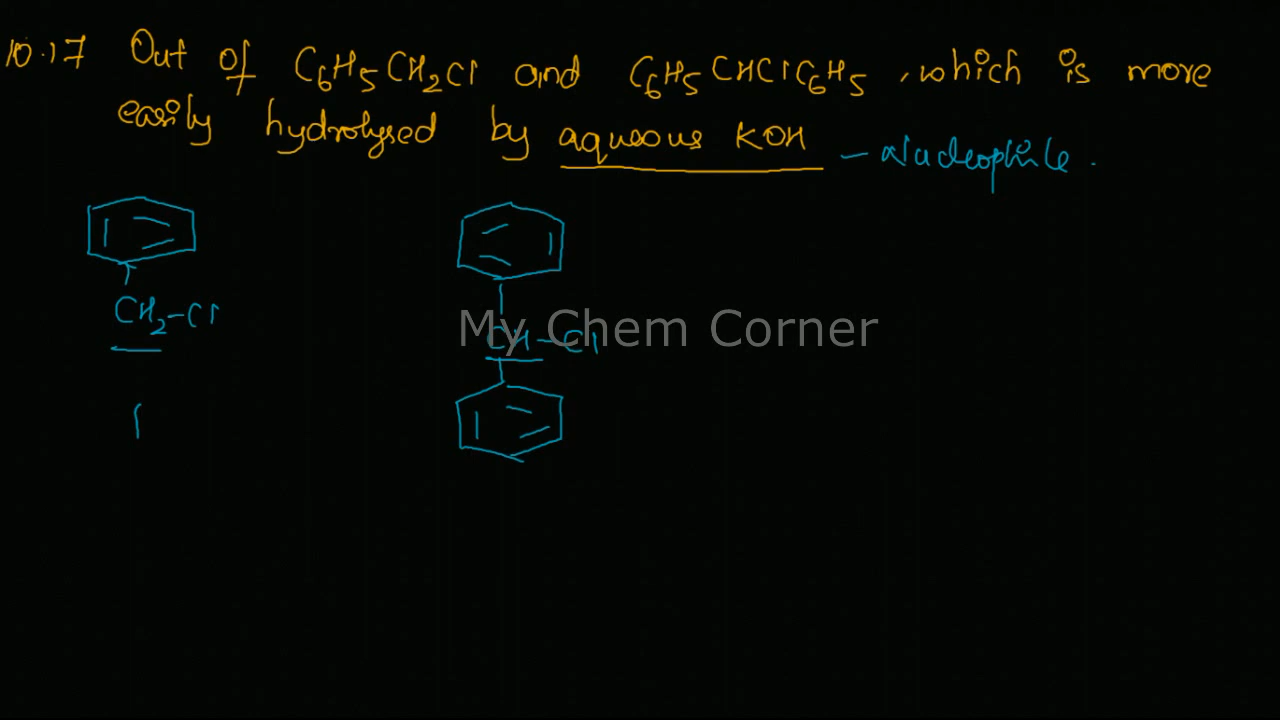 10.17 Out of C6H5CH2Cl and C6H5CHClC6H5, which is more
easily hydrolysed by aqueous KOH – Nucleophile.
CH2–Cl
CH–Cl
My Chem Corner